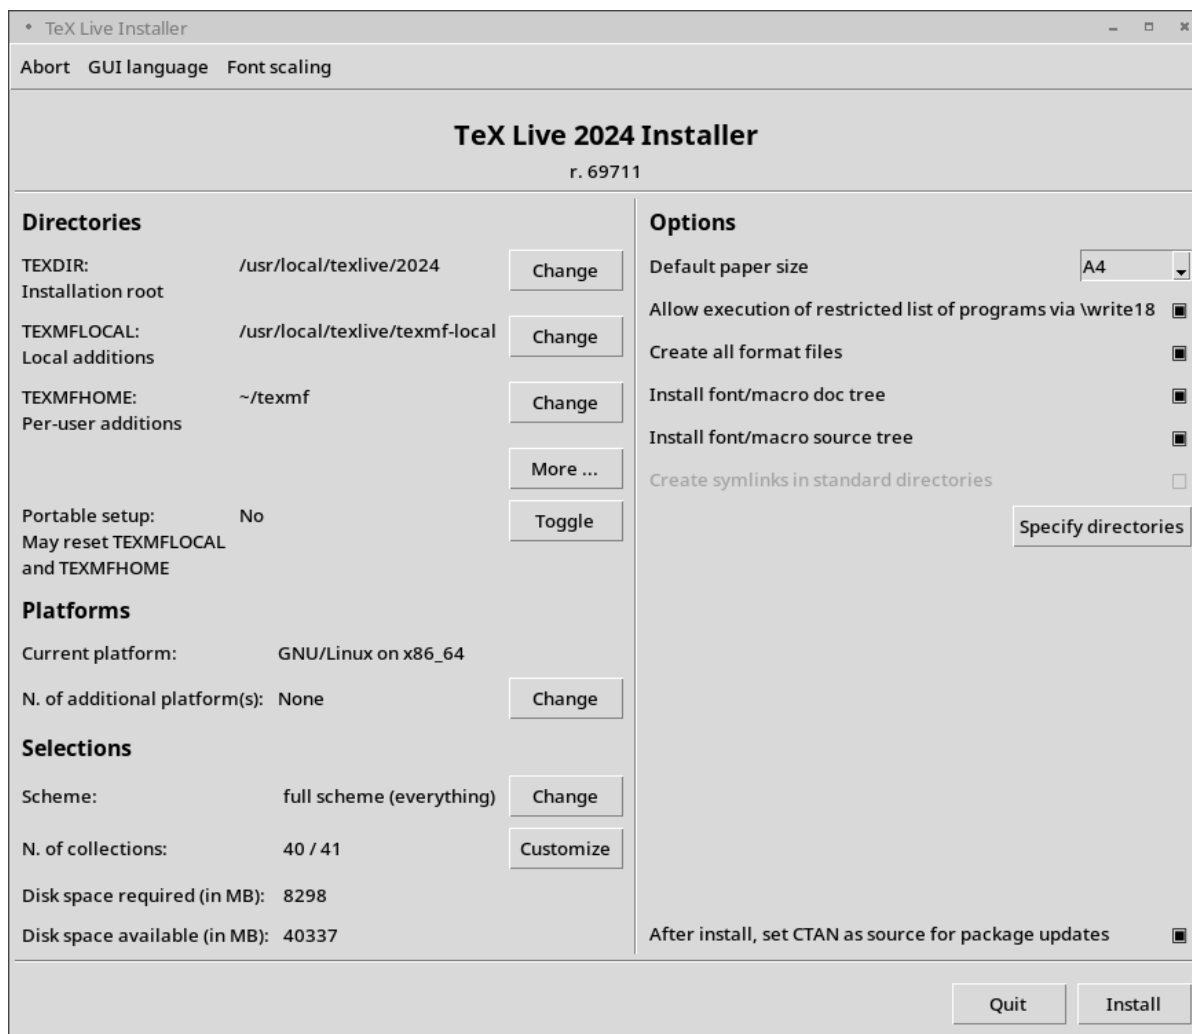 TeX Live Installer
Abort GUI language Font scaling
TeX Live 2024 Installer
r. 69711
Directories
TEXDIR: /usr/local/texlive/2024 Change
Installation root
TEXMFLOCAL: /usr/local/texlive/texmf-local Change
Local additions
TEXMFHOME: ~/texmf Change
Per-user additions
More ...
Portable setup: No Toggle
May reset TEXMFLOCAL
and TEXMFHOME
Platforms
Current platform: GNU/Linux on x86_64
N. of additional platform(s): None Change
Selections
Scheme: full scheme (everything) Change
N. of collections: 40 / 41 Customize
Disk space required (in MB): 8298
Disk space available (in MB): 40337
Options
Default paper size A4
Allow execution of restricted list of programs via \write18
Create all format files
Install font/macro doc tree
Install font/macro source tree
Create symlinks in standard directories
Specify directories
After install, set CTAN as source for package updates
Quit Install